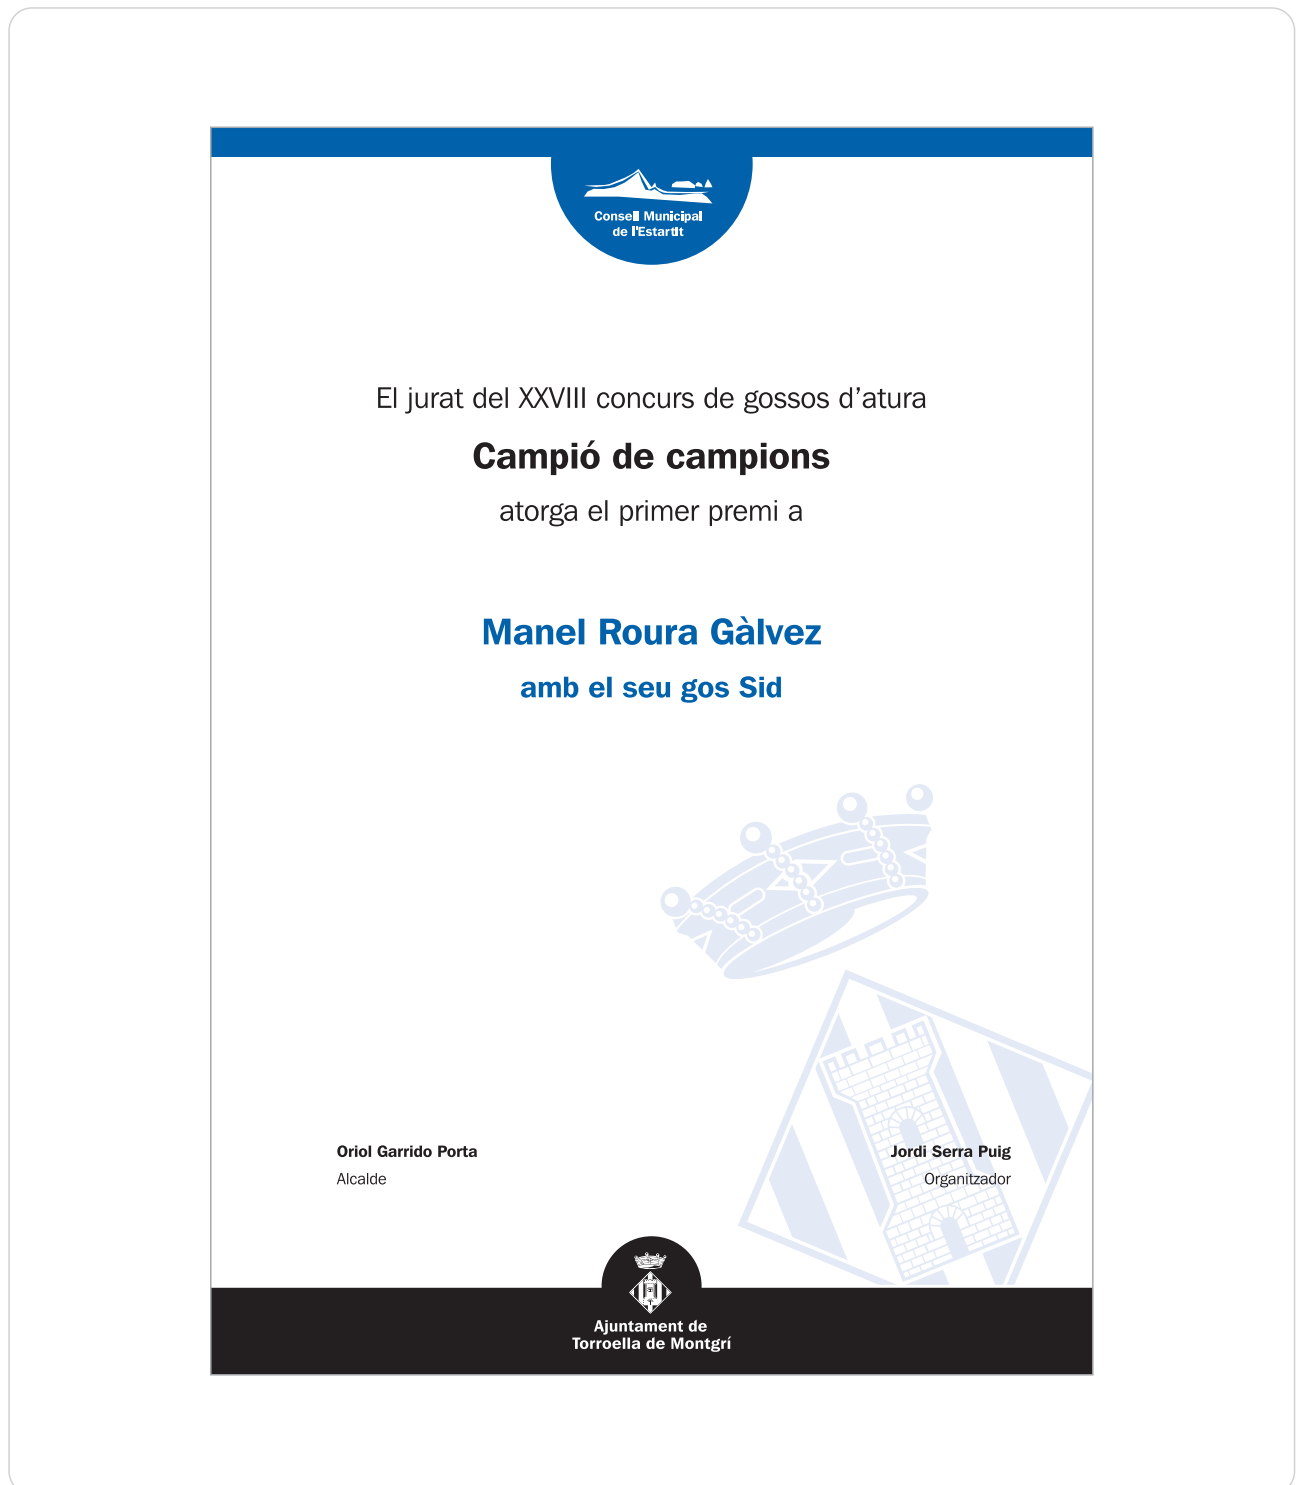 Consell Municipal
de l'Estartit
El jurat del XXVIII concurs de gossos d’atura
Campió de campions
atorga el primer premi a
Manel Roura Gàlvez
amb el seu gos Sid
Oriol Garrido Porta
Alcalde
Jordi Serra Puig
Organitzador
Ajuntament de
Torroella de Montgrí